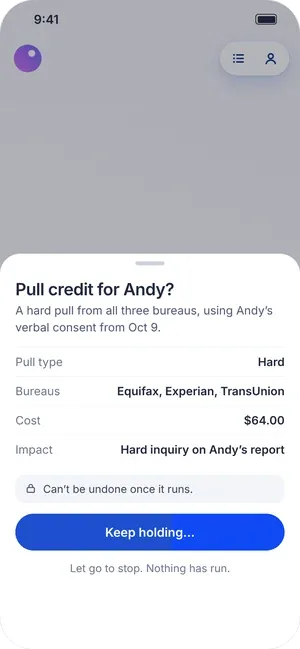 9:41
Pull credit for Andy?
A hard pull from all three bureaus, using Andy’s
verbal consent from Oct 9.
Pull type Hard
Bureaus Equifax, Experian, TransUnion
Cost $64.00
Impact Hard inquiry on Andy’s report
Can’t be undone once it runs.
Keep holding...
Let go to stop. Nothing has run.